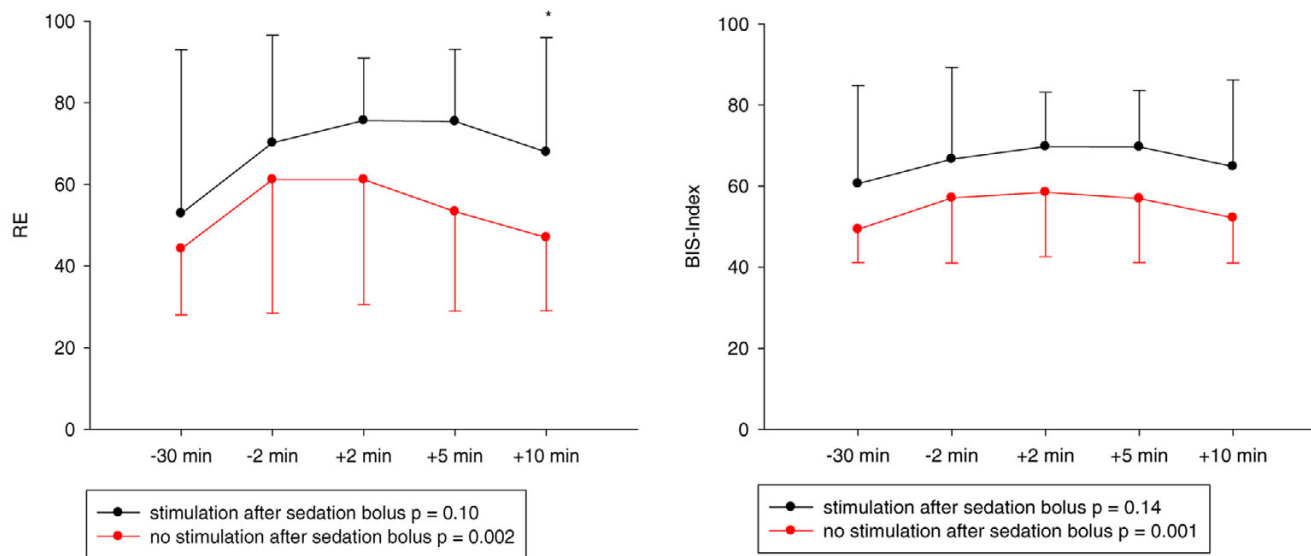 100
80
60
40
20
0
RE
*
-30 min
-2 min
+2 min
+5 min
+10 min
stimulation after sedation bolus p = 0.10
no stimulation after sedation bolus p = 0.002
100
80
60
40
20
0
BIS-Index
-30 min
-2 min
+2 min
+5 min
+10 min
stimulation after sedation bolus p = 0.14
no stimulation after sedation bolus p = 0.001